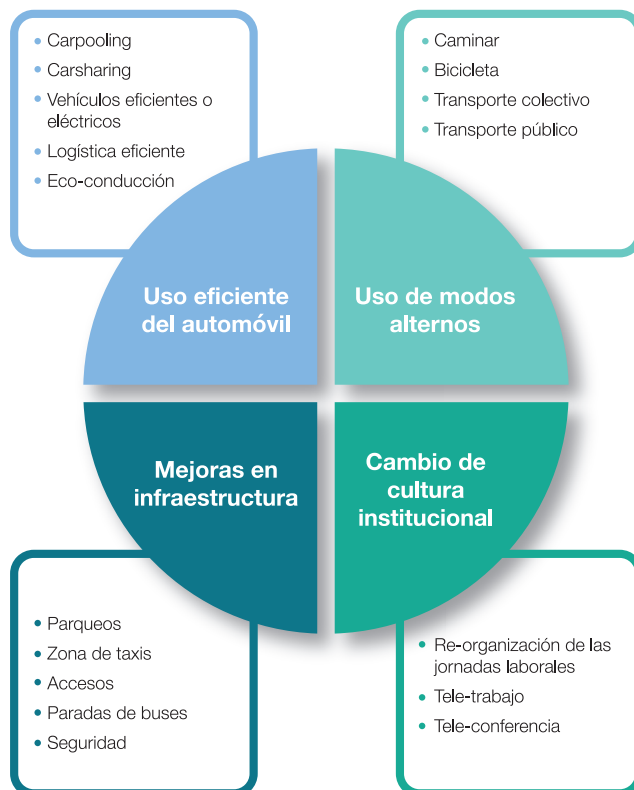 • Carpooling
• Carsharing
• Vehículos eficientes o
eléctricos
• Logística eficiente
• Eco-conducción
• Caminar
• Bicicleta
• Transporte colectivo
• Transporte público
Uso eficiente
del automóvil
Uso de modos
alternos
Mejoras en
infraestructura
Cambio de
cultura
institucional
• Parqueos
• Zona de taxis
• Accesos
• Paradas de buses
• Seguridad
• Re-organización de las
jornadas laborales
• Tele-trabajo
• Tele-conferencia